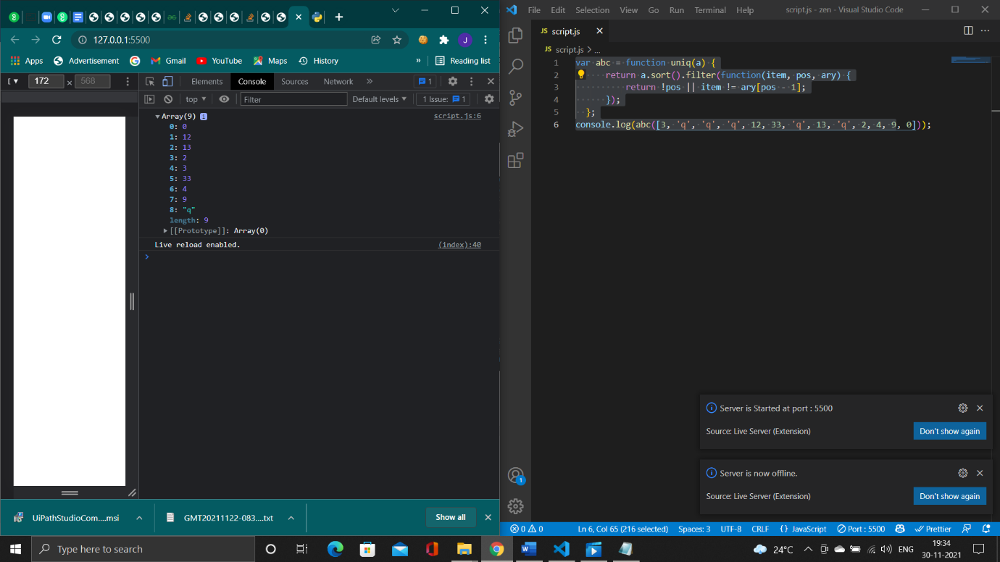 127.0.0.1:5500
J
Apps Advertisement Gmail YouTube Maps History » Reading list
172 × 568
Elements Console Sources Network » 1
top Filter Default levels 1 Issue: 1
Array(9) i script.js:6
0: 0
1: 12
2: 13
3: 2
4: 3
5: 33
6: 4
7: 9
8: "q"
length: 9
[[Prototype]]: Array(0)
Live reload enabled. (index):40
UiPathStudioCom....msi GMT20211122-083....txt Show all
File Edit Selection View Go Run Terminal Help script.js - zen - Visual Studio Code
JS script.js
JS script.js > ...
1 var abc = function uniq(a) {
2 return a.sort().filter(function(item, pos, ary) {
3 return !pos || item != ary[pos - 1];
4 });
5 };
6 console.log(abc([3, 'q', 'q', 'q', 12, 33, 'q', 13, 'q', 2, 4, 9, 0]));
Server is Started at port : 5500
Source: Live Server (Extension) Don't show again
Server is now offline.
Source: Live Server (Extension) Don't show again
1
0 0 Ln 6, Col 65 (216 selected) Spaces: 3 UTF-8 CRLF {} JavaScript Port : 5500 Prettier
Type here to search 24°C ENG 19:34
30-11-2021